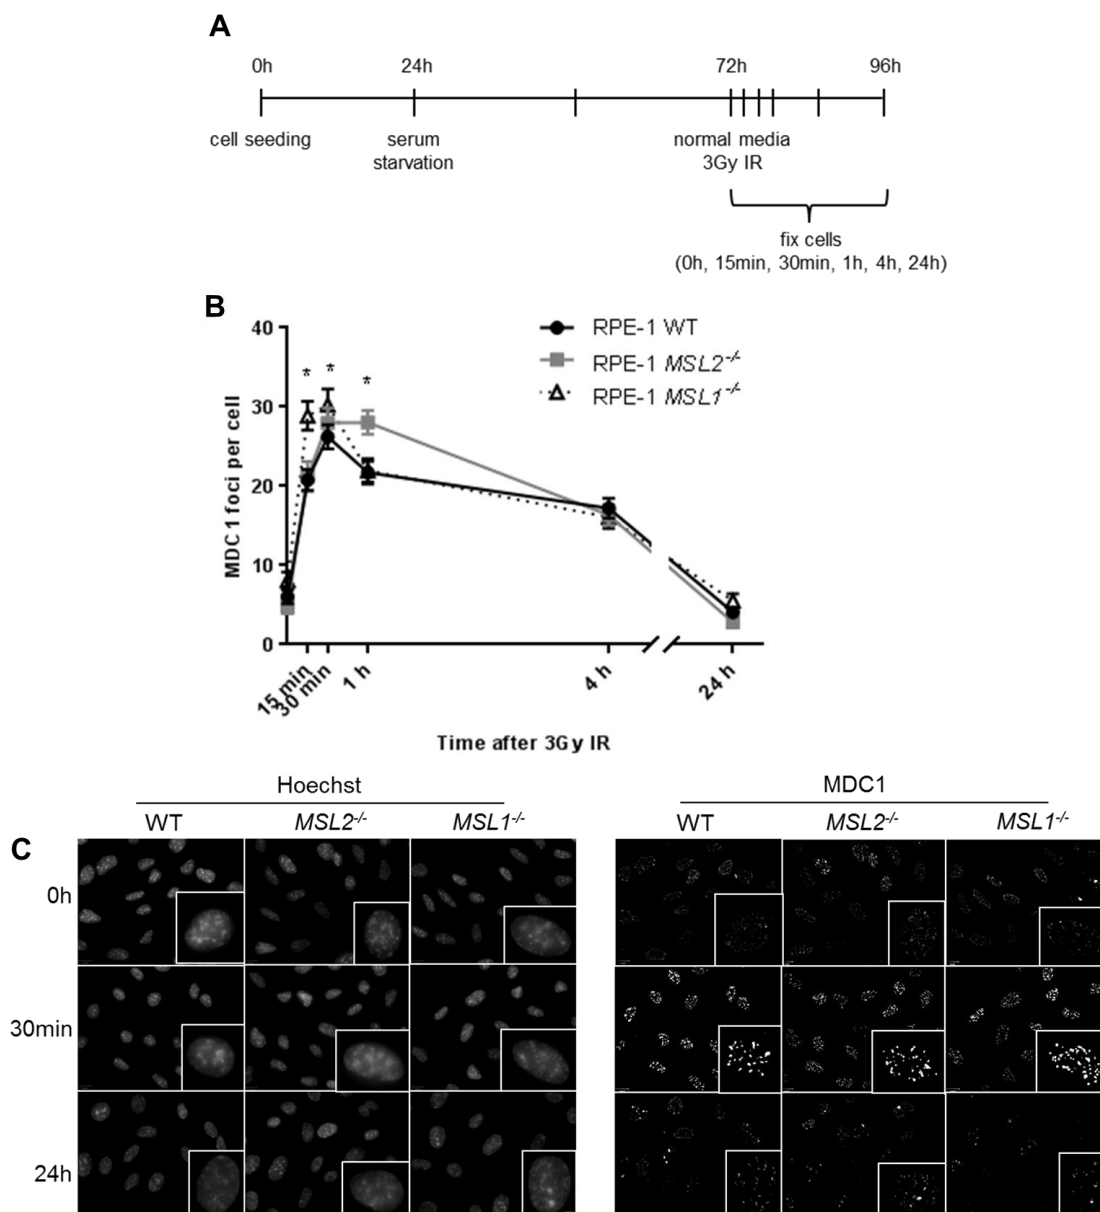 A
0h 24h 72h 96h
cell seeding serum starvation normal media 3Gy IR
fix cells
(0h, 15min, 30min, 1h, 4h, 24h)
B
MDC1 foci per cell
40
30
20
10
0
* * *
RPE-1 WT
RPE-1 MSL2-/-
RPE-1 MSL1-/-
15 min 30 min 1 h 4 h 24 h
Time after 3Gy IR
C
Hoechst MDC1
WT MSL2-/- MSL1-/- WT MSL2-/- MSL1-/-
0h
30min
24h